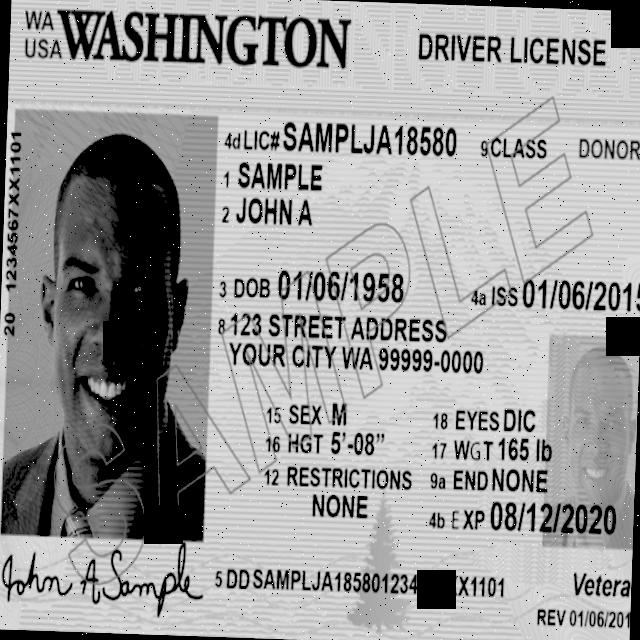 WA
USA WASHINGTON DRIVER LICENSE
4d LIC# SAMPLJA18580 9 CLASS DONOR
1 SAMPLE
2 JOHN A
3 DOB 01/06/1958 4a ISS 01/06/2015
8 123 STREET ADDRESS
YOUR CITY WA 99999-0000
15 SEX M 18 EYES DIC
16 HGT 5'-08" 17 WGT 165 lb
12 RESTRICTIONS 9a END NONE
NONE 4b EXP 08/12/2020
20 1234567XX1101
John A Sample
5 DD SAMPLJA185801234 X1101 Vetera
REV 01/06/201
SAMPLE